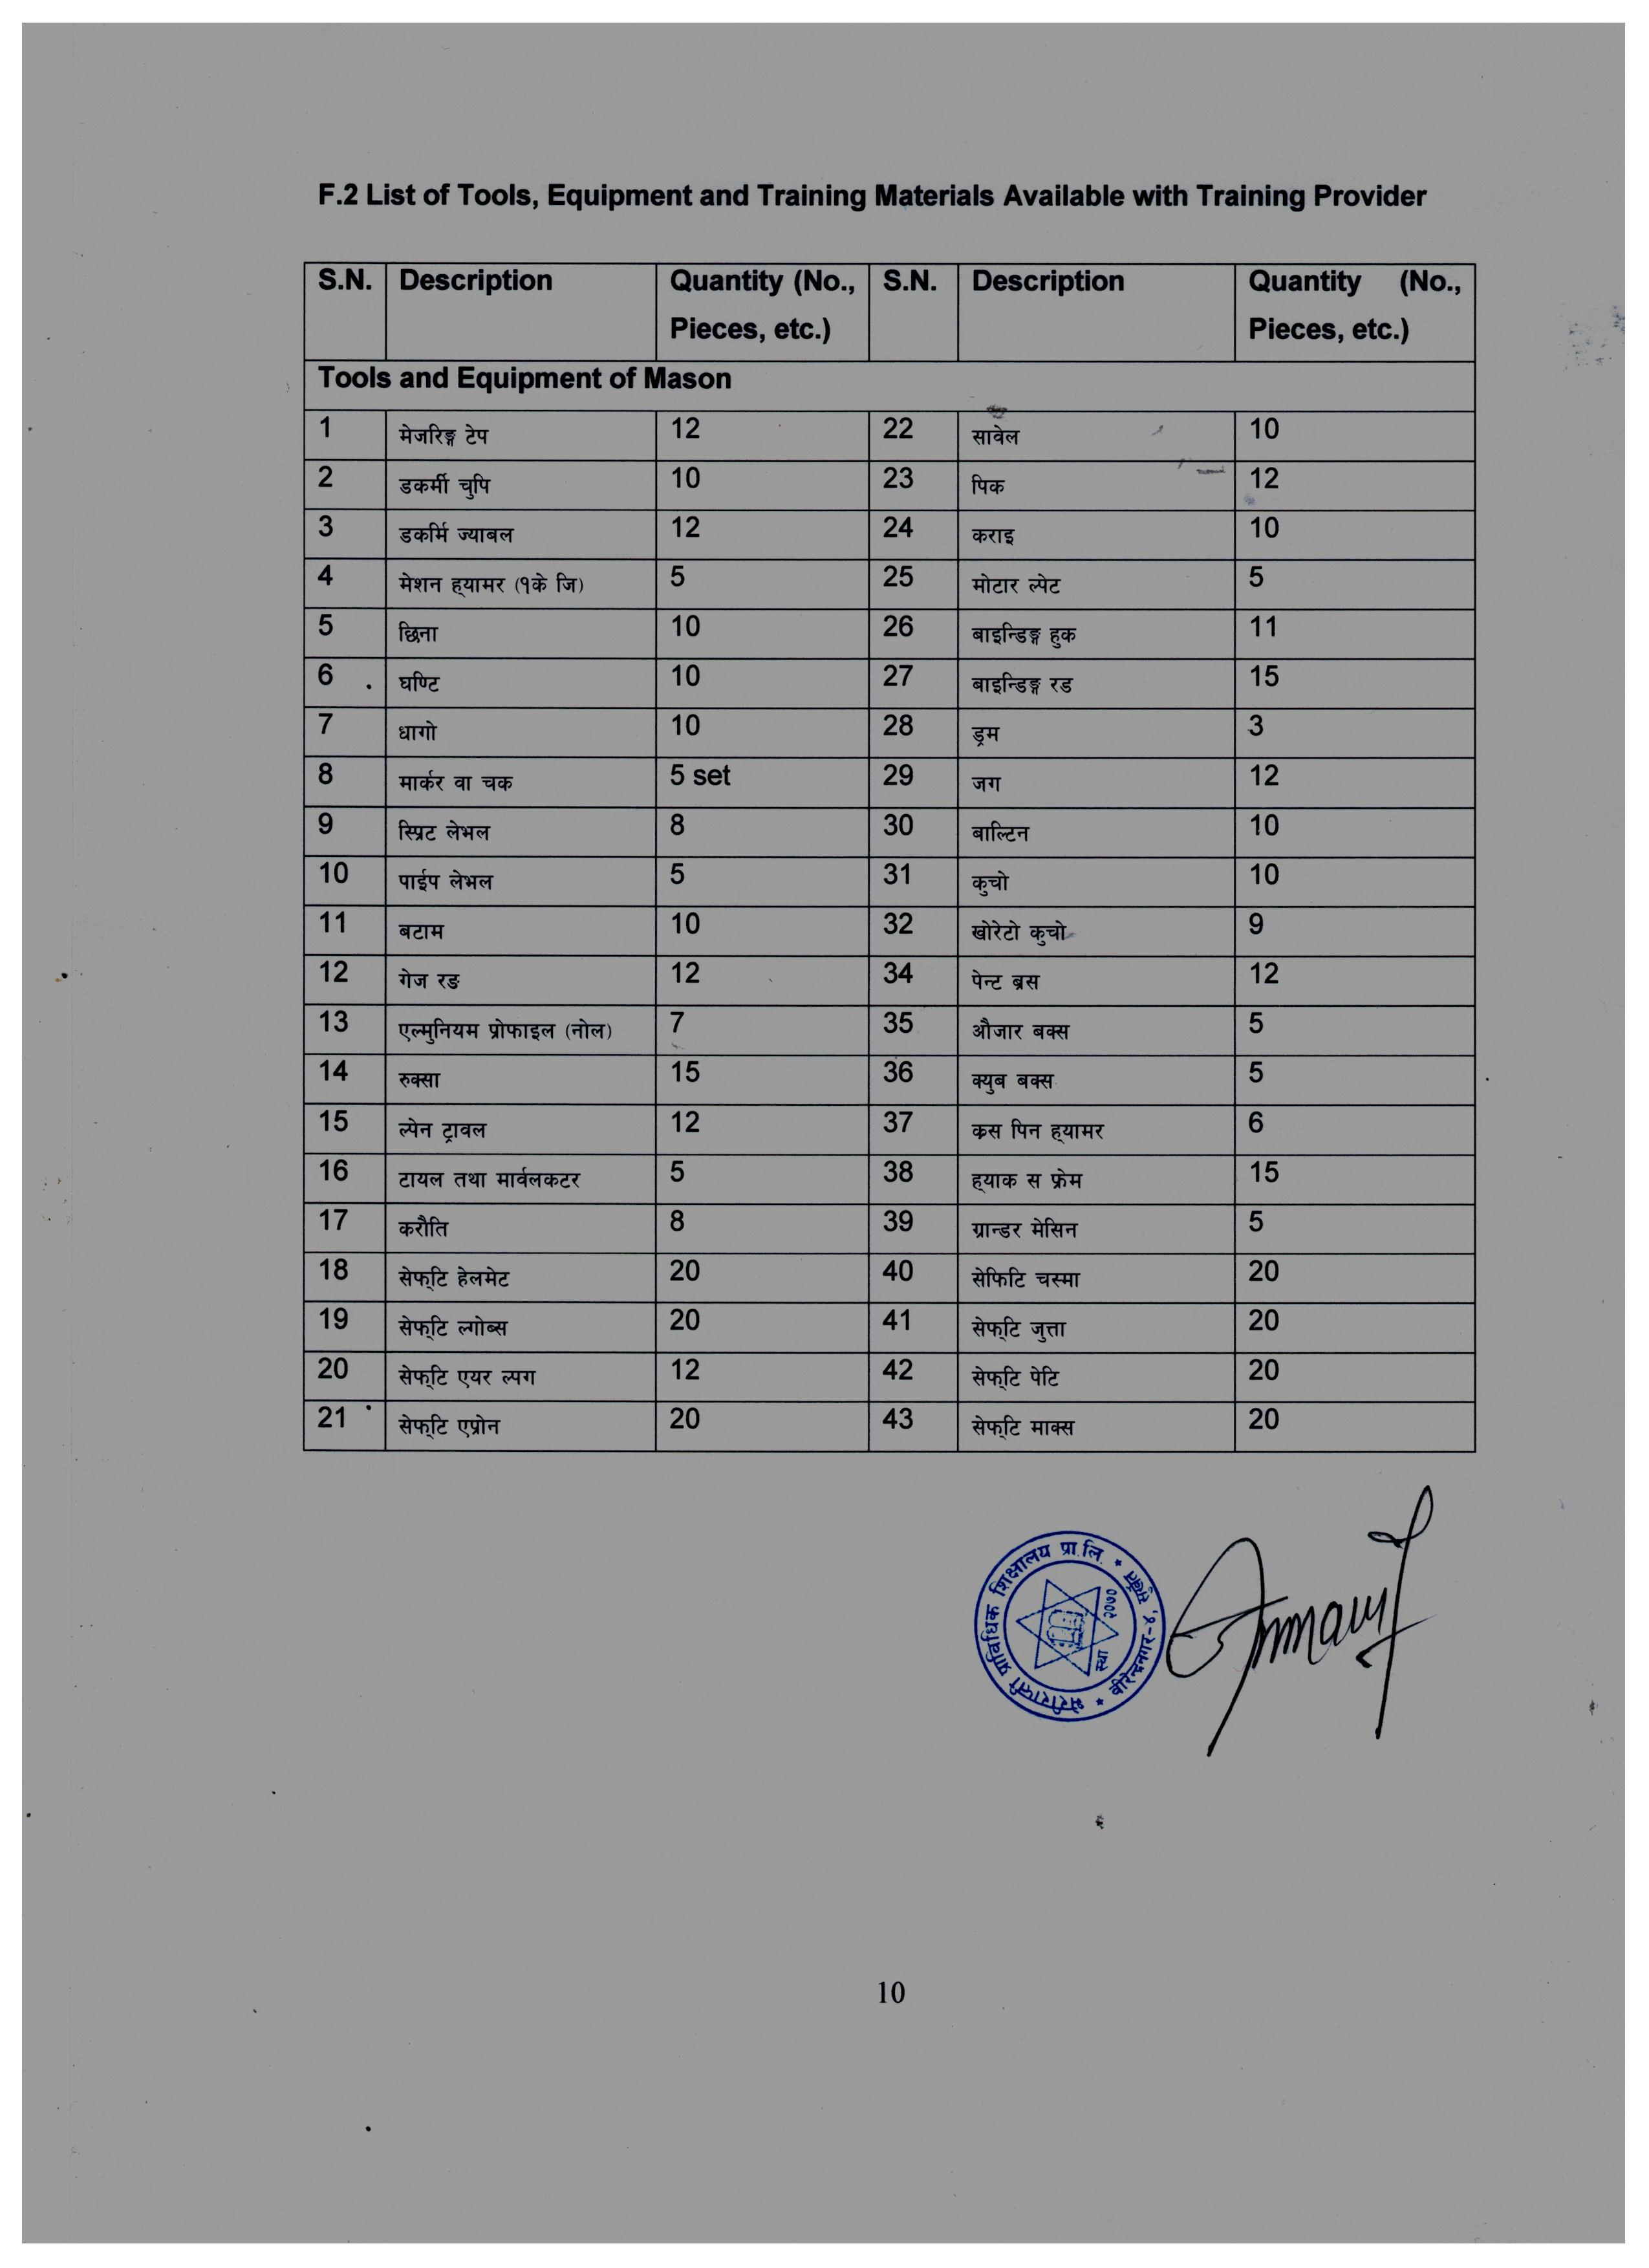 F.2 List of Tools, Equipment and Training Materials Available with Training Provider
S.N. Description Quantity (No., Pieces, etc.) S.N. Description Quantity (No., Pieces, etc.)
Tools and Equipment of Mason
1 मेजरिङ्ग टेप 12 22 सावेल 10
2 डकर्मी चुपि 10 23 पिक 12
3 डकर्मि ज्याबल 12 24 कराइ 10
4 मेशन ह्यामर (१के जि) 5 25 मोटार ल्पेट 5
5 छिना 10 26 बाइन्डिङ्ग हुक 11
6 घण्टि 10 27 बाइन्डिङ्ग रड 15
7 धागो 10 28 ड्रम 3
8 मार्कर वा चक 5 set 29 जग 12
9 स्प्रिट लेभल 8 30 बाल्टिन 10
10 पाईप लेभल 5 31 कुचो 10
11 बटाम 10 32 खोरेटो कुचो 9
12 गेज रङ 12 34 पेन्ट ब्रस 12
13 एल्मुनियम प्रोफाइल (नोल) 7 35 औजार बक्स 5
14 रुक्सा 15 36 क्युब बक्स 5
15 ल्पेन ट्रावल 12 37 क्रस पिन ह्यामर 6
16 टायल तथा मार्वलकटर 5 38 ह्याक स फ्रेम 15
17 करौति 8 39 ग्रान्डर मेसिन 5
18 सेफ्टि हेलमेट 20 40 सेफिटि चस्मा 20
19 सेफ्टि ल्गोब्स 20 41 सेफ्टि जुत्ता 20
20 सेफ्टि एयर ल्पग 12 42 सेफ्टि पेटि 20
21 सेफ्टि एप्रोन 20 43 सेफ्टि माक्स 20
भेरीराप्ती प्राविधिक शिक्षालय प्रा.लि.
वीरेन्द्रनगर-४, सुर्खेत
स्था २०७०
10